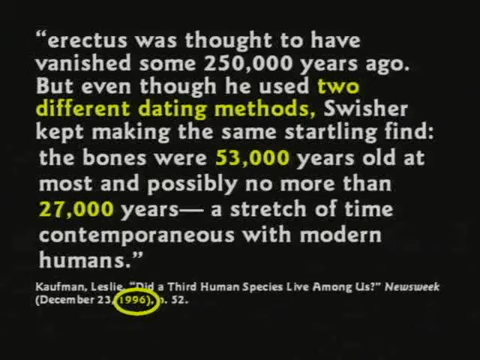 “erectus was thought to have
vanished some 250,000 years ago.
But even though he used two
different dating methods, Swisher
kept making the same startling find:
the bones were 53,000 years old at
most and possibly no more than
27,000 years— a stretch of time
contemporaneous with modern
humans.”
Kaufman, Leslie, “Did a Third Human Species Live Among Us?” Newsweek
(December 23, 1996), p. 52.